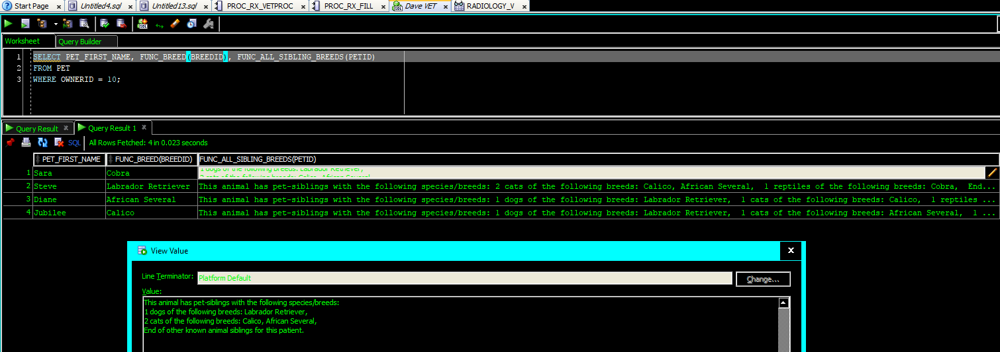 Start Page
Untitled4.sql
Untitled13.sql
PROC_RX_VETPROC
PROC_RX_FILL
Dave VET
RADIOLOGY_V
Worksheet
Query Builder
1 SELECT PET_FIRST_NAME, FUNC_BREED(BREEDID), FUNC_ALL_SIBLING_BREEDS(PETID)
2 FROM PET
3 WHERE OWNERID = 10;
Query Result
Query Result 1
SQL
All Rows Fetched: 4 in 0.023 seconds
PET_FIRST_NAME FUNC_BREED(BREEDID) FUNC_ALL_SIBLING_BREEDS(PETID)
1 Sara Cobra 1 dogs of the following breeds: Labrador Retriever,
2 cats of the following breeds: Calico, African Several,
2 Steve Labrador Retriever This animal has pet-siblings with the following species/breeds: 2 cats of the following breeds: Calico, African Several, 1 reptiles of the following breeds: Cobra, End...
3 Diane African Several This animal has pet-siblings with the following species/breeds: 1 dogs of the following breeds: Labrador Retriever, 1 cats of the following breeds: Calico, 1 reptiles ...
4 Jubilee Calico This animal has pet-siblings with the following species/breeds: 1 dogs of the following breeds: Labrador Retriever, 1 cats of the following breeds: African Several, 1 ...
View Value
Line Terminator: Platform Default
Change...
Value:
This animal has pet-siblings with the following species/breeds:
1 dogs of the following breeds: Labrador Retriever,
2 cats of the following breeds: Calico, African Several,
End of other known animal siblings for this patient.